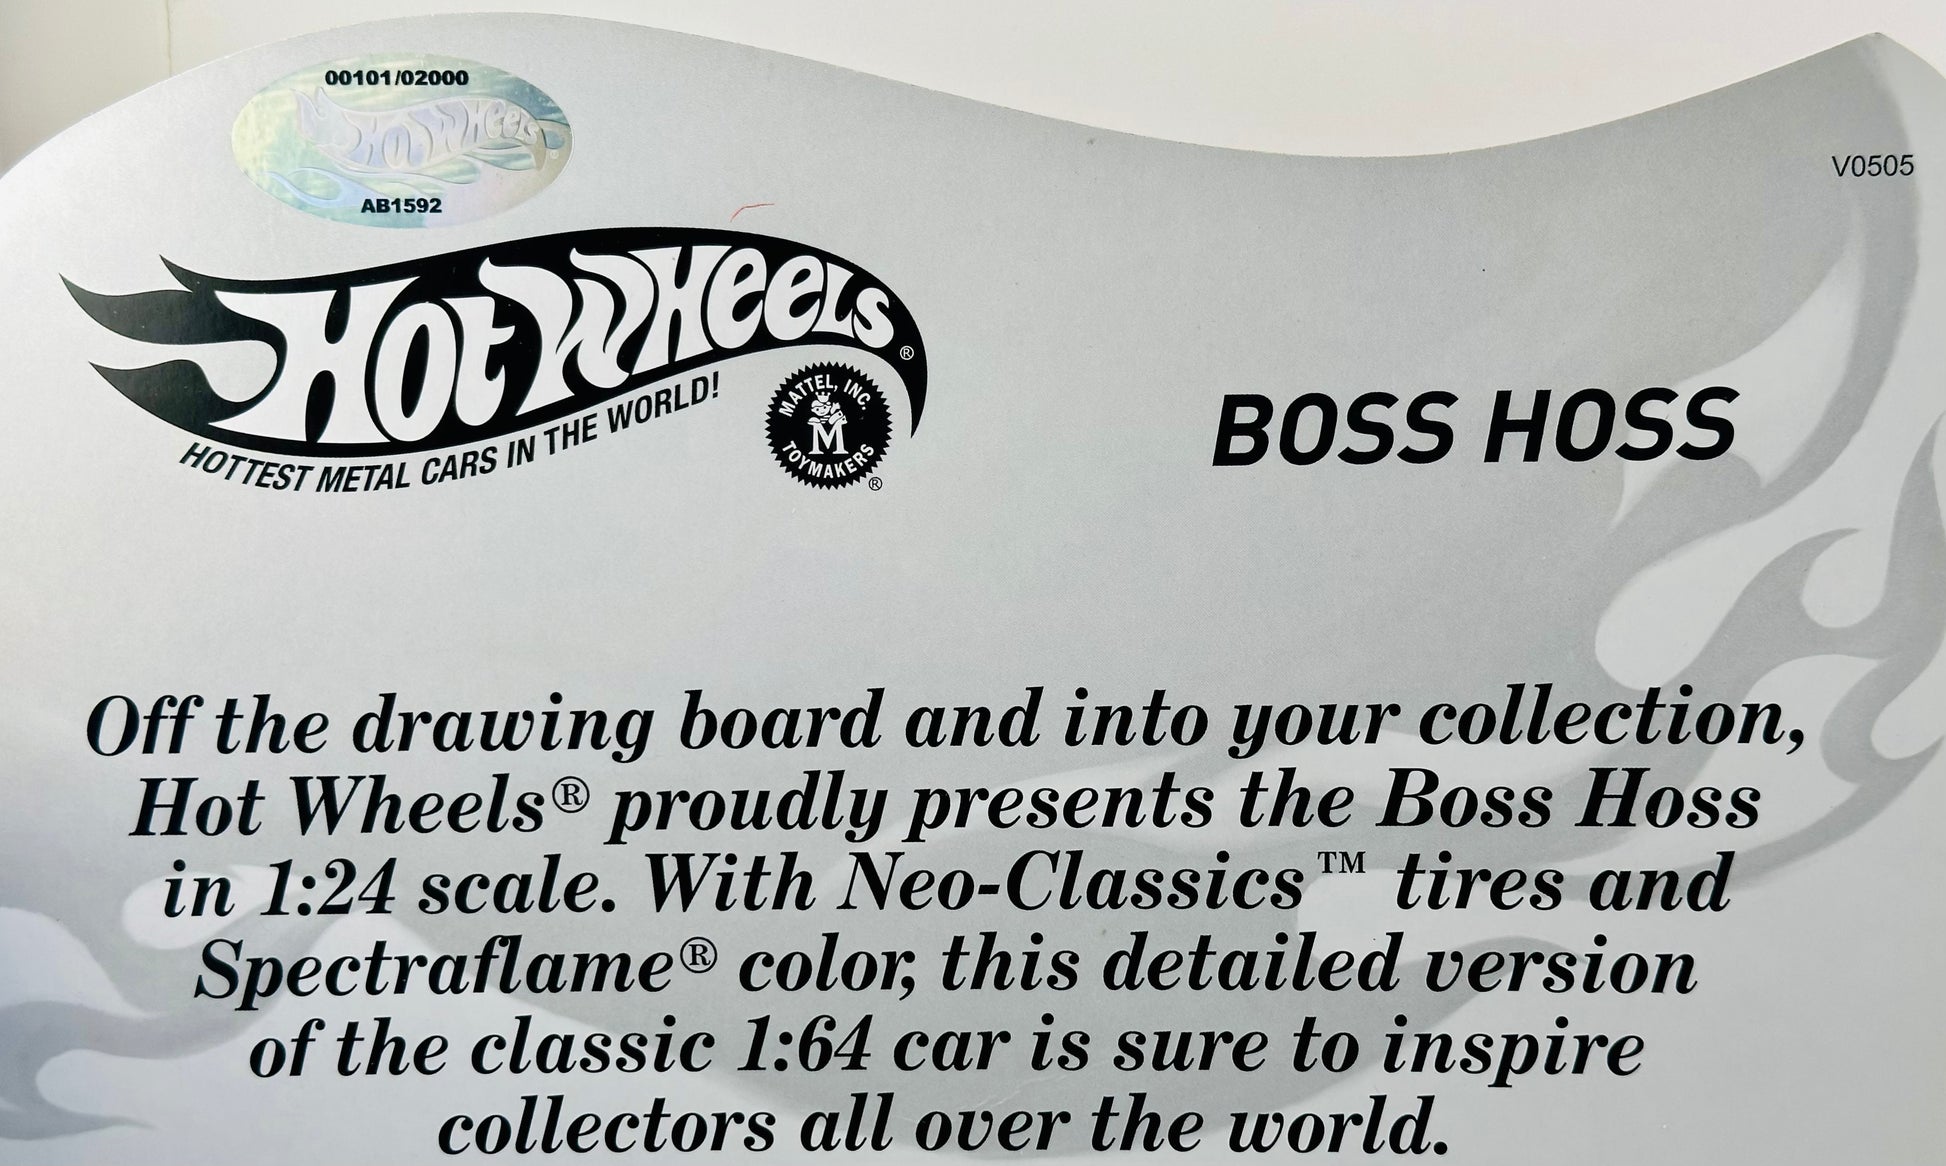 00101/02000
Hot Wheels
AB1592
V0505
Hot Wheels®
HOTTEST METAL CARS IN THE WORLD!
MATTEL, INC.
M
TOYMAKERS
®
BOSS HOSS
Off the drawing board and into your collection,
Hot Wheels® proudly presents the Boss Hoss
in 1:24 scale. With Neo-Classics™ tires and
Spectraflame® color, this detailed version
of the classic 1:64 car is sure to inspire
collectors all over the world.